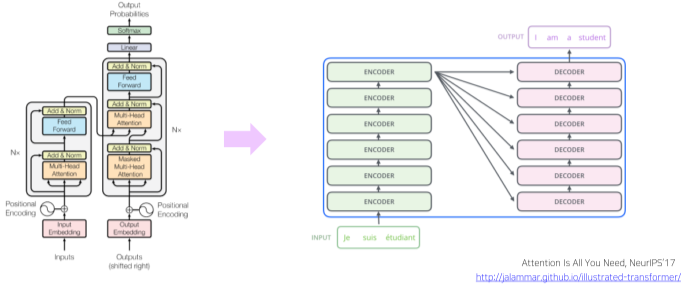 Output
Probabilities
Softmax
Linear
Add & Norm
Feed
Forward
Add & Norm
Multi-Head
Attention
Add & Norm
Masked
Multi-Head
Attention
Nx
Add & Norm
Feed
Forward
Add & Norm
Multi-Head
Attention
Nx
Positional
Encoding
Positional
Encoding
Input
Embedding
Output
Embedding
Inputs
Outputs
(shifted right)
OUTPUT I am a student
ENCODER DECODER
ENCODER DECODER
ENCODER DECODER
ENCODER DECODER
ENCODER DECODER
ENCODER DECODER
INPUT Je suis étudiant
Attention Is All You Need, NeurIPS'17
http://jalammar.github.io/illustrated-transformer/